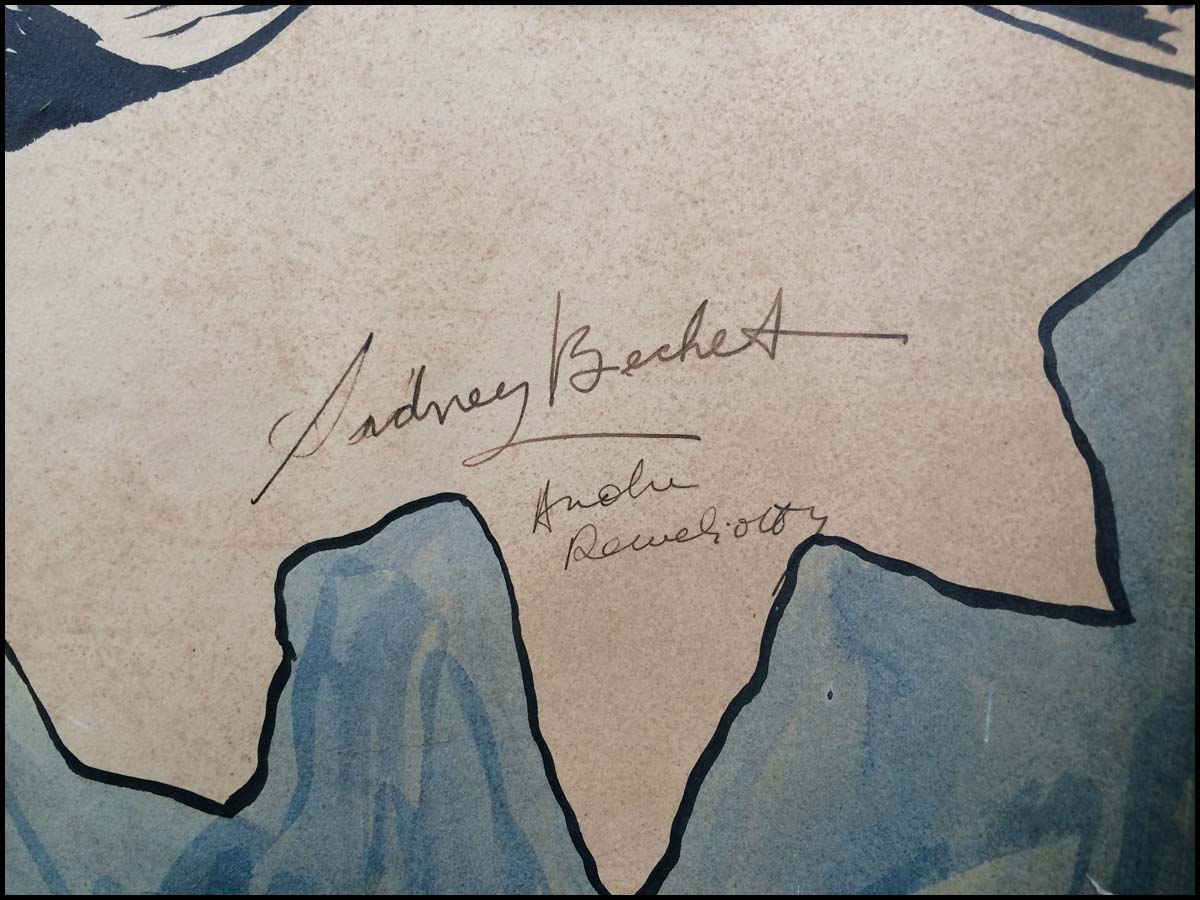 Sidney Bechet
Andre
Reweliotty